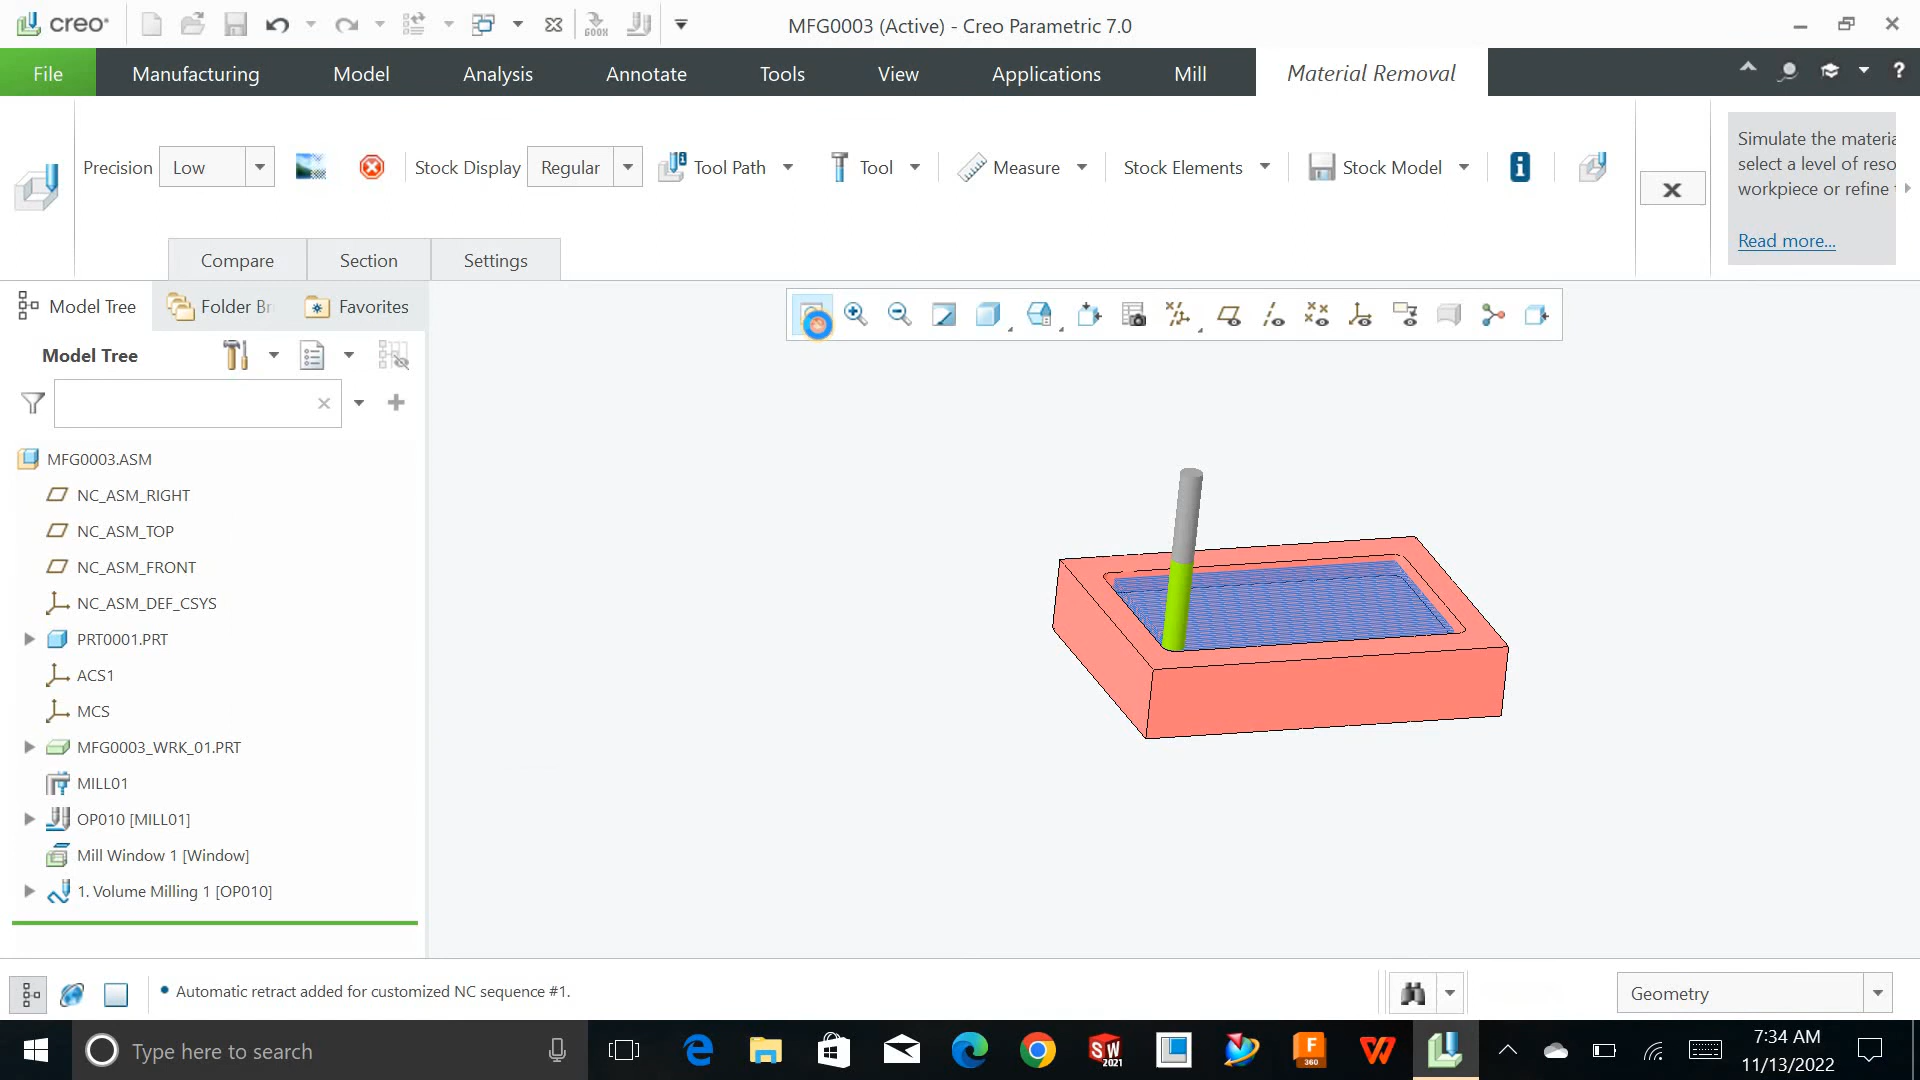 creo
MFG0003 (Active) - Creo Parametric 7.0
File
Manufacturing
Model
Analysis
Annotate
Tools
View
Applications
Mill
Material Removal
Precision
Low
Stock Display
Regular
Tool Path
Tool
Measure
Stock Elements
Stock Model
Simulate the materia
select a level of reso
workpiece or refine
Read more...
Compare
Section
Settings
Model Tree
Folder Br
Favorites
Model Tree
MFG0003.ASM
NC_ASM_RIGHT
NC_ASM_TOP
NC_ASM_FRONT
NC_ASM_DEF_CSYS
PRT0001.PRT
ACS1
MCS
MFG0003_WRK_01.PRT
MILL01
OP010 [MILL01]
Mill Window 1 [Window]
1. Volume Milling 1 [OP010]
Automatic retract added for customized NC sequence #1.
Geometry
Type here to search
SW
2021
F
360
7:34 AM
11/13/2022